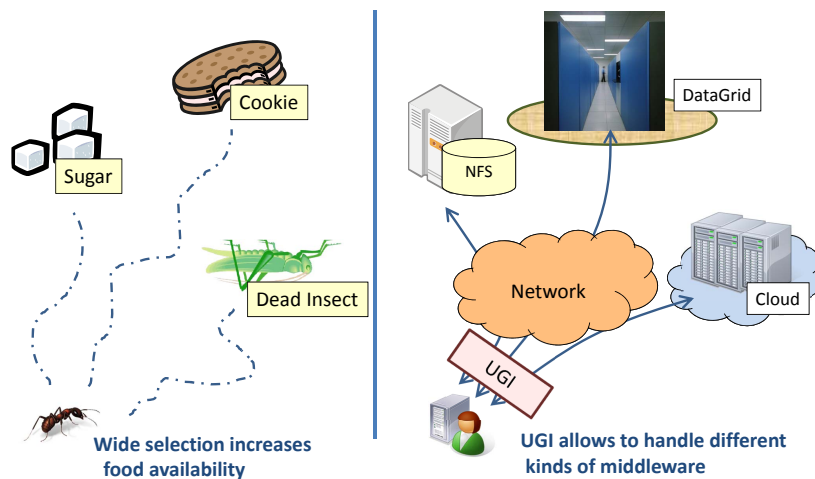 Cookie
Sugar
Dead Insect
Wide selection increases
food availability
DataGrid
NFS
Network
Cloud
UGI
UGI allows to handle different
kinds of middleware